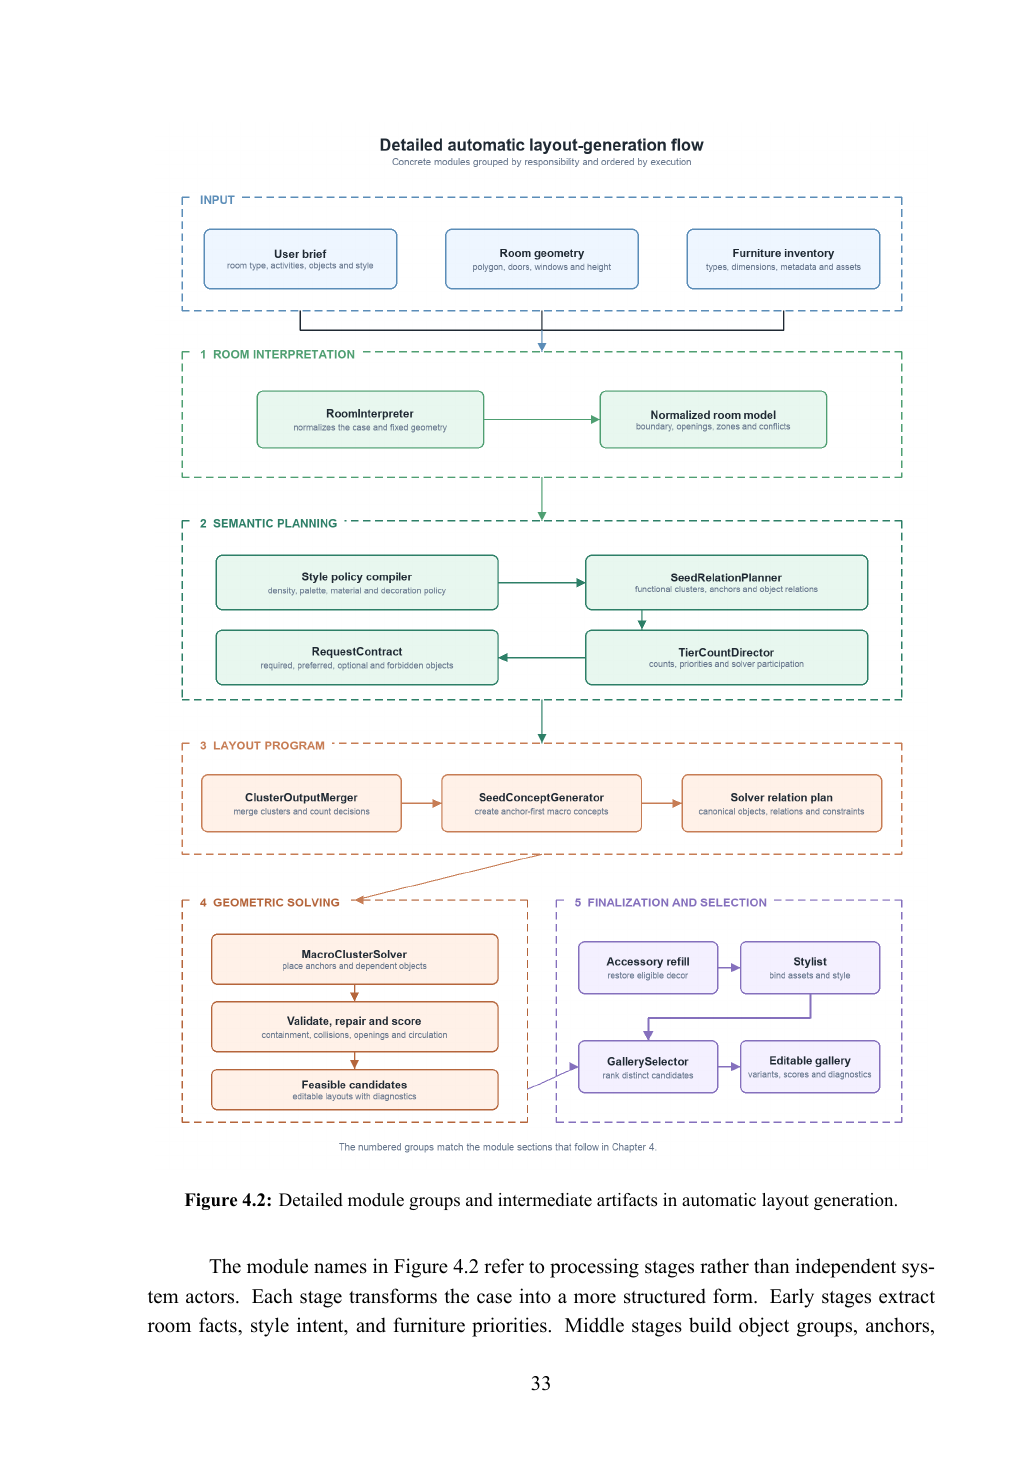 Detailed automatic layout-generation flow
Concrete modules grouped by responsibility and ordered by execution
INPUT
User brief
room type, activities, objects and style
Room geometry
polygon, doors, windows and height
Furniture inventory
types, dimensions, metadata and assets
1 ROOM INTERPRETATION
RoomInterpreter
normalizes the case and fixed geometry
Normalized room model
boundary, openings, zones and conflicts
2 SEMANTIC PLANNING
Style policy compiler
density, palette, material and decoration policy
SeedRelationPlanner
functional clusters, anchors and object relations
RequestContract
required, preferred, optional and forbidden objects
TierCountDirector
counts, priorities and solver participation
3 LAYOUT PROGRAM
ClusterOutputMerger
merge clusters and count decisions
SeedConceptGenerator
create anchor-first macro concepts
Solver relation plan
canonical objects, relations and constraints
4 GEOMETRIC SOLVING
MacroClusterSolver
place anchors and dependent objects
Validate, repair and score
containment, collisions, openings and circulation
Feasible candidates
editable layouts with diagnostics
5 FINALIZATION AND SELECTION
Accessory refill
restore eligible decor
Stylist
bind assets and style
GallerySelector
rank distinct candidates
Editable gallery
variants, scores and diagnostics
The numbered groups match the module sections that follow in Chapter 4.
Figure 4.2: Detailed module groups and intermediate artifacts in automatic layout generation.
The module names in Figure 4.2 refer to processing stages rather than independent sys-
tem actors. Each stage transforms the case into a more structured form. Early stages extract
room facts, style intent, and furniture priorities. Middle stages build object groups, anchors,
33